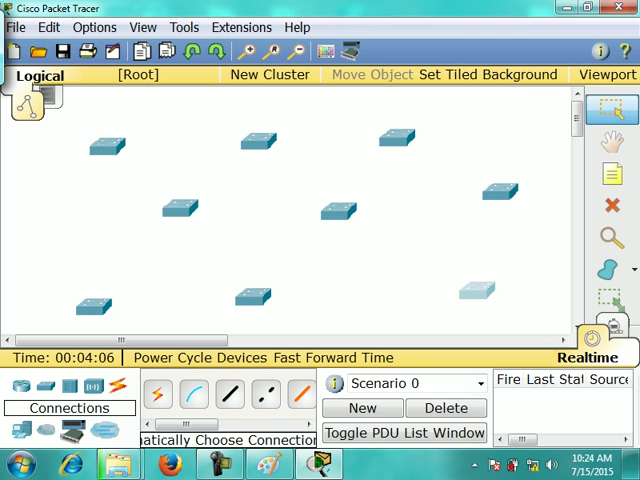 Cisco Packet Tracer
File Edit Options View Tools Extensions Help
Logical [Root] New Cluster Move Object Set Tiled Background Viewport
Time: 00:04:06 Power Cycle Devices Fast Forward Time Realtime
Scenario 0
Fire Last Stat Source
Connections
New Delete
Toggle PDU List Window
matically Choose Connection
10:24 AM
7/15/2015